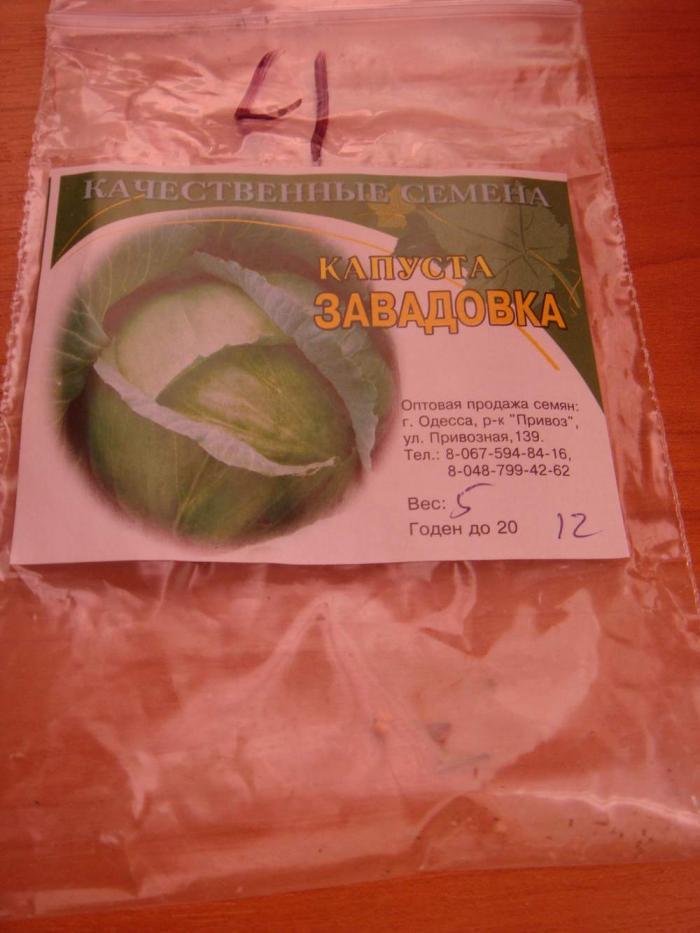 41
КАЧЕСТВЕННЫЕ СЕМЕНА
КАПУСТА
ЗАВАДОВКА
Оптовая продажа семян:
г. Одесса, р-к "Привоз",
ул. Привозная,139.
Тел.: 8-067-594-84-16,
8-048-799-42-62
Вес: 5
Годен до 20 12